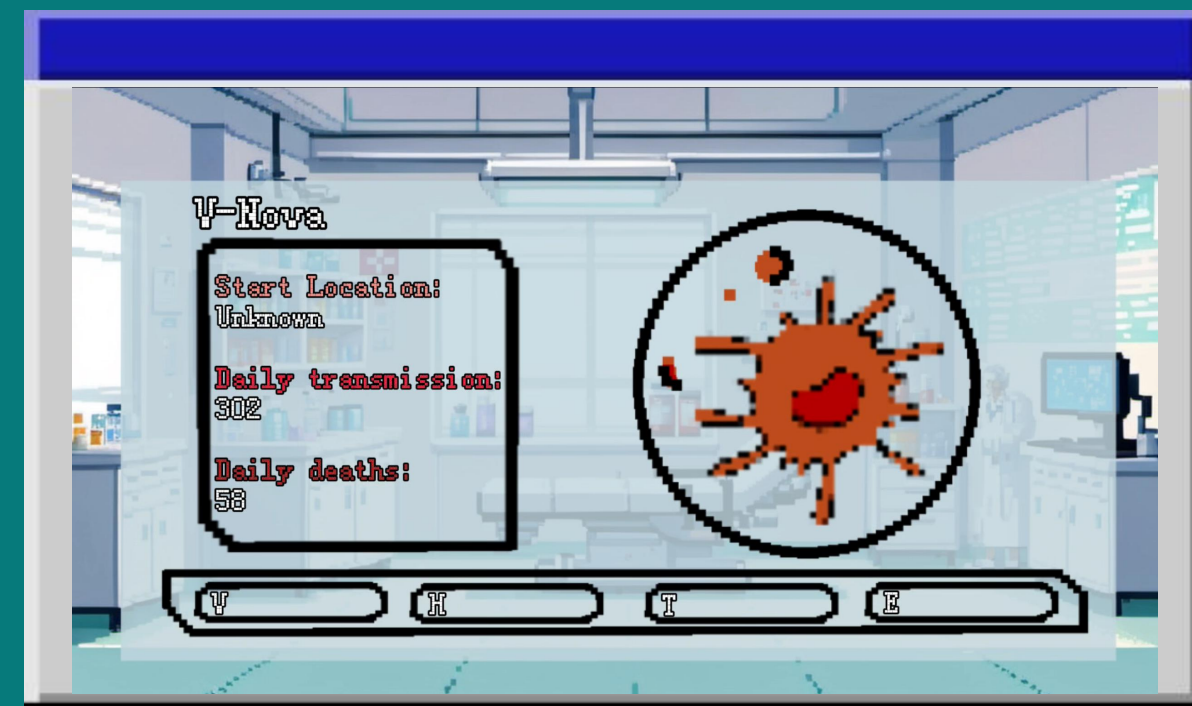 V-Nova
Start Location:
Unknown
Daily transmission:
302
Daily deaths:
58
V
H
T
E